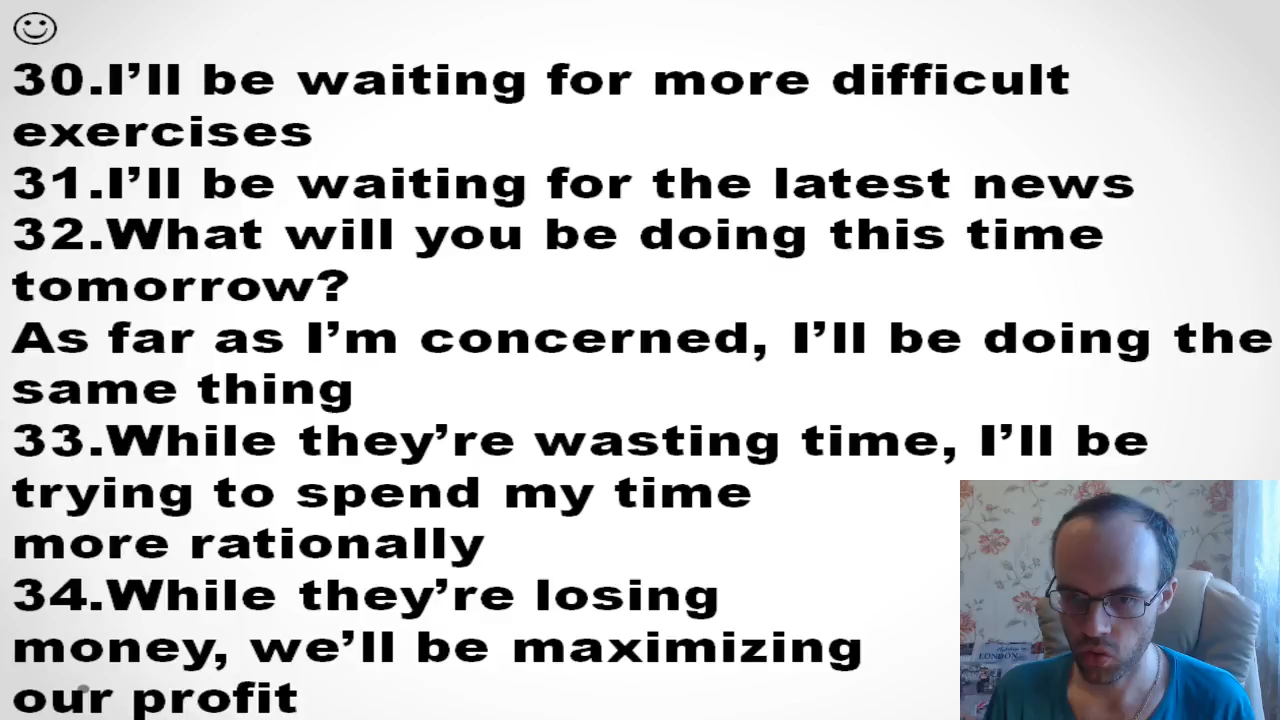 30.I’ll be waiting for more difficult
exercises
31.I’ll be waiting for the latest news
32.What will you be doing this time
tomorrow?
As far as I’m concerned, I’ll be doing the
same thing
33.While they’re wasting time, I’ll be
trying to spend my time
more rationally
34.While they’re losing
money, we’ll be maximizing
our profit
LONDON